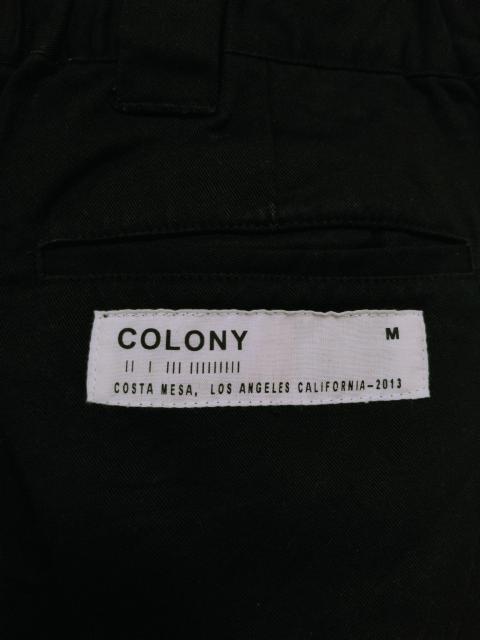 COLONY M
|| | ||| |||||||||
COSTA MESA, LOS ANGELES CALIFORNIA-2013